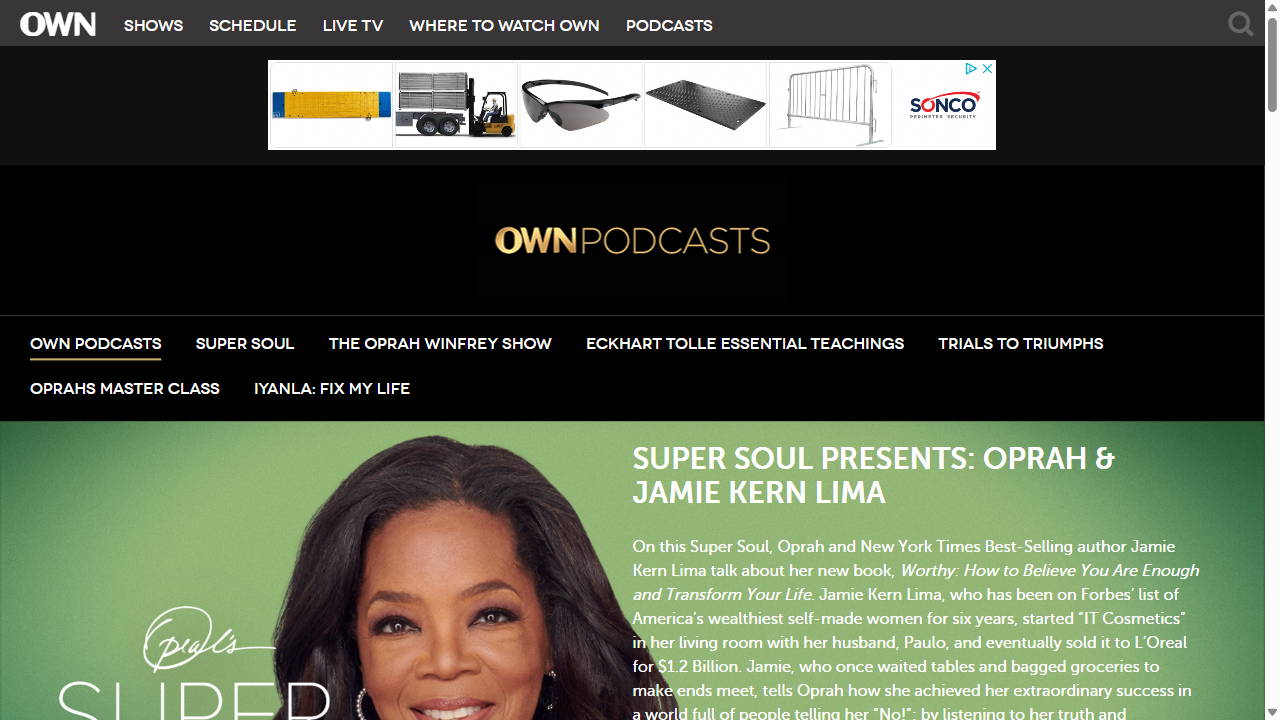 OWN SHOWS SCHEDULE LIVE TV WHERE TO WATCH OWN PODCASTS
SONCO
PERIMETER SECURITY
OWN PODCASTS
OWN PODCASTS SUPER SOUL THE OPRAH WINFREY SHOW ECKHART TOLLE ESSENTIAL TEACHINGS TRIALS TO TRIUMPHS
OPRAHS MASTER CLASS IYANLA: FIX MY LIFE
SUPER SOUL PRESENTS: OPRAH &
JAMIE KERN LIMA
On this Super Soul, Oprah and New York Times Best-Selling author Jamie
Kern Lima talk about her new book, Worthy: How to Believe You Are Enough
and Transform Your Life. Jamie Kern Lima, who has been on Forbes’ list of
America’s wealthiest self-made women for six years, started “IT Cosmetics”
in her living room with her husband, Paulo, and eventually sold it to L’Oreal
for $1.2 Billion. Jamie, who once waited tables and bagged groceries to
make ends meet, tells Oprah how she achieved her extraordinary success in
a world full of people telling her “No!”: by listening to her truth and
Oprah's
SUPER